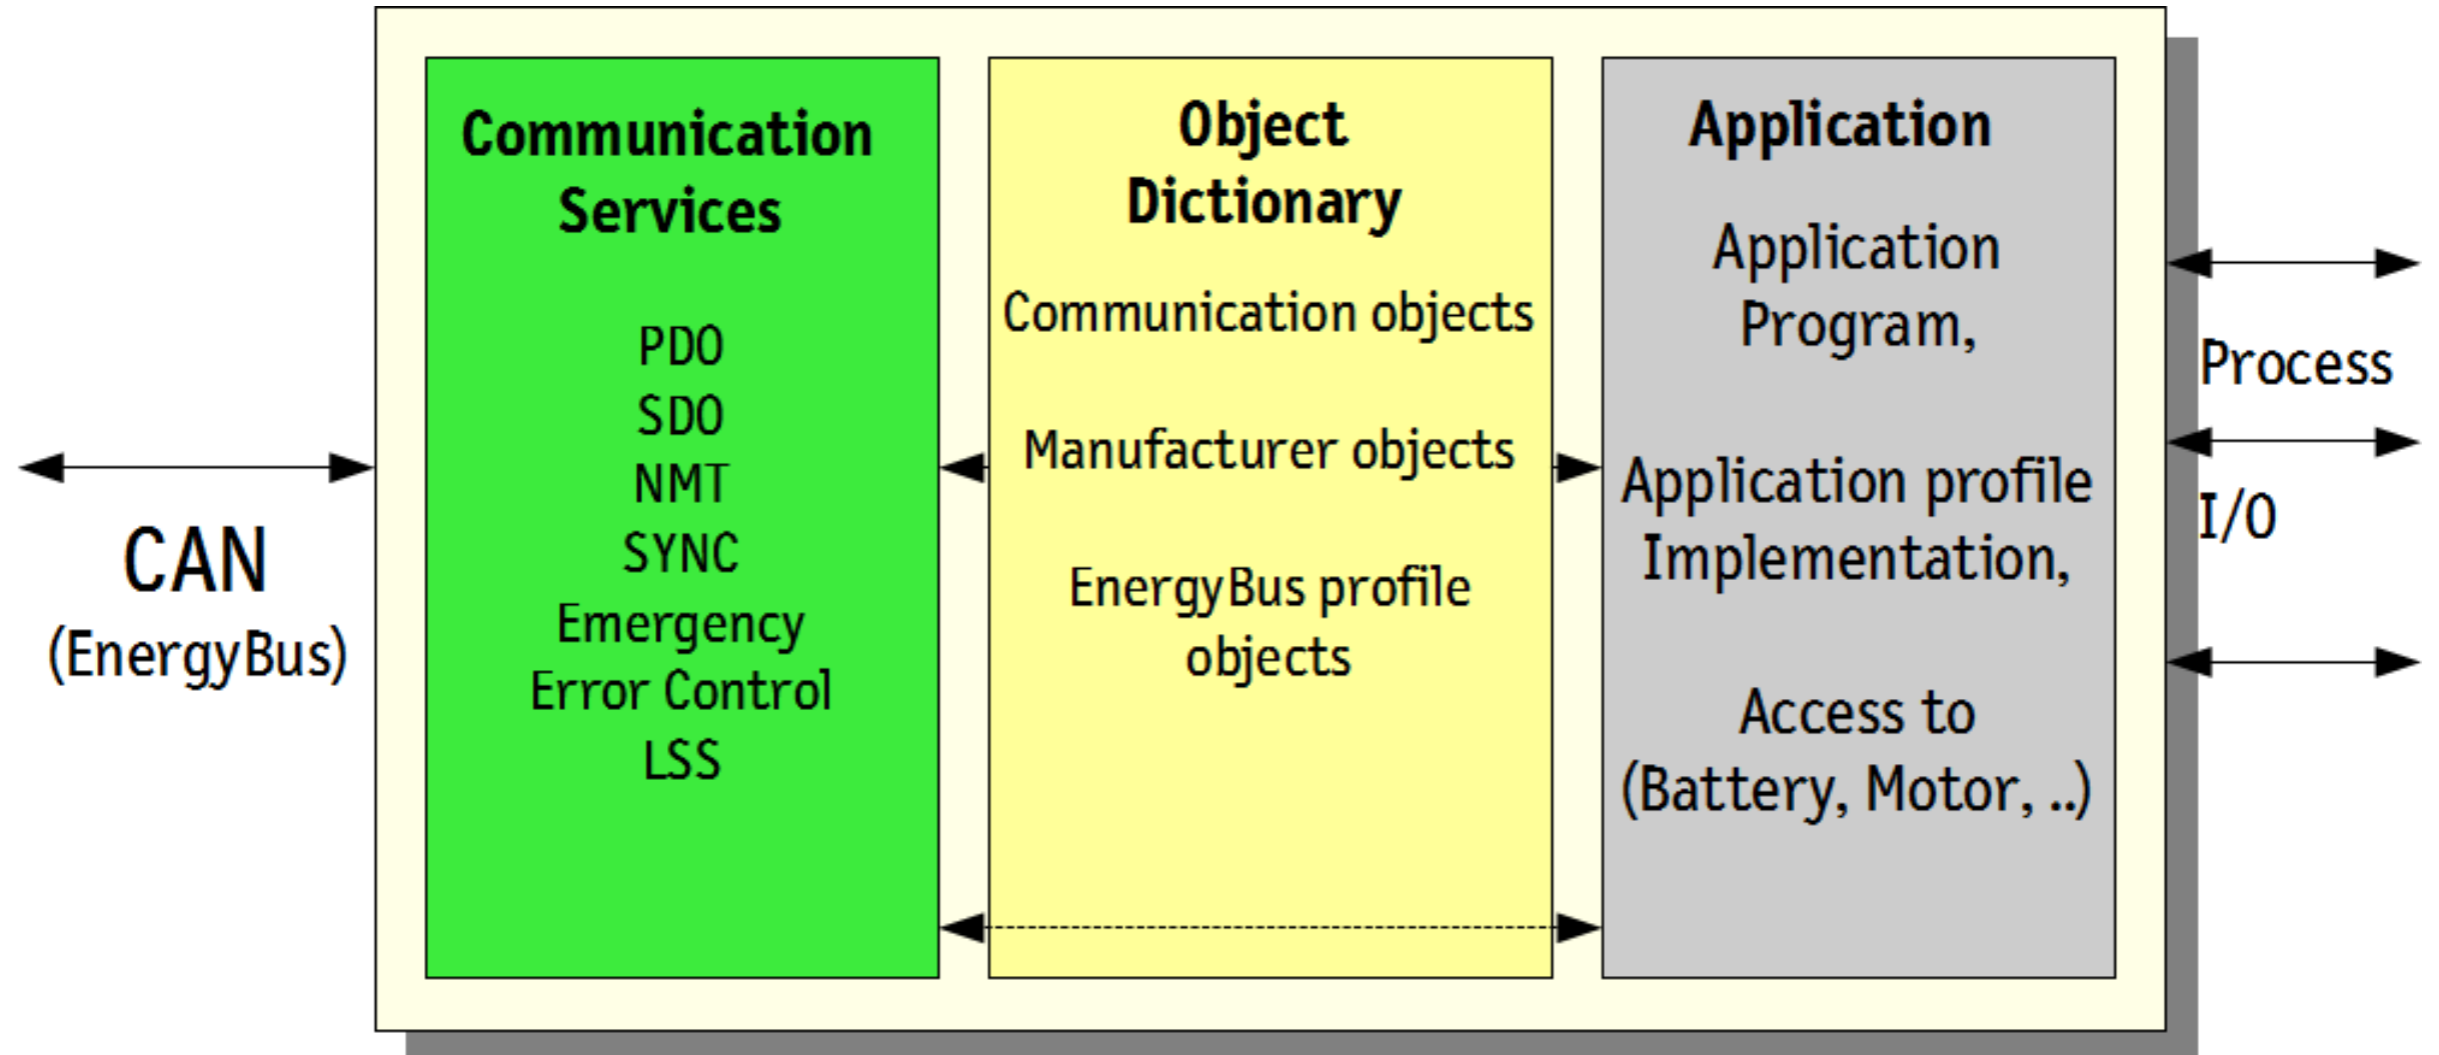 CAN
(EnergyBus)
Communication
Services
PDO
SDO
NMT
SYNC
Emergency
Error Control
LSS
Object
Dictionary
Communication objects
Manufacturer objects
EnergyBus profile
objects
Application
Application
Program,
Application profile
Implementation,
Access to
(Battery, Motor, ..)
Process
I/O